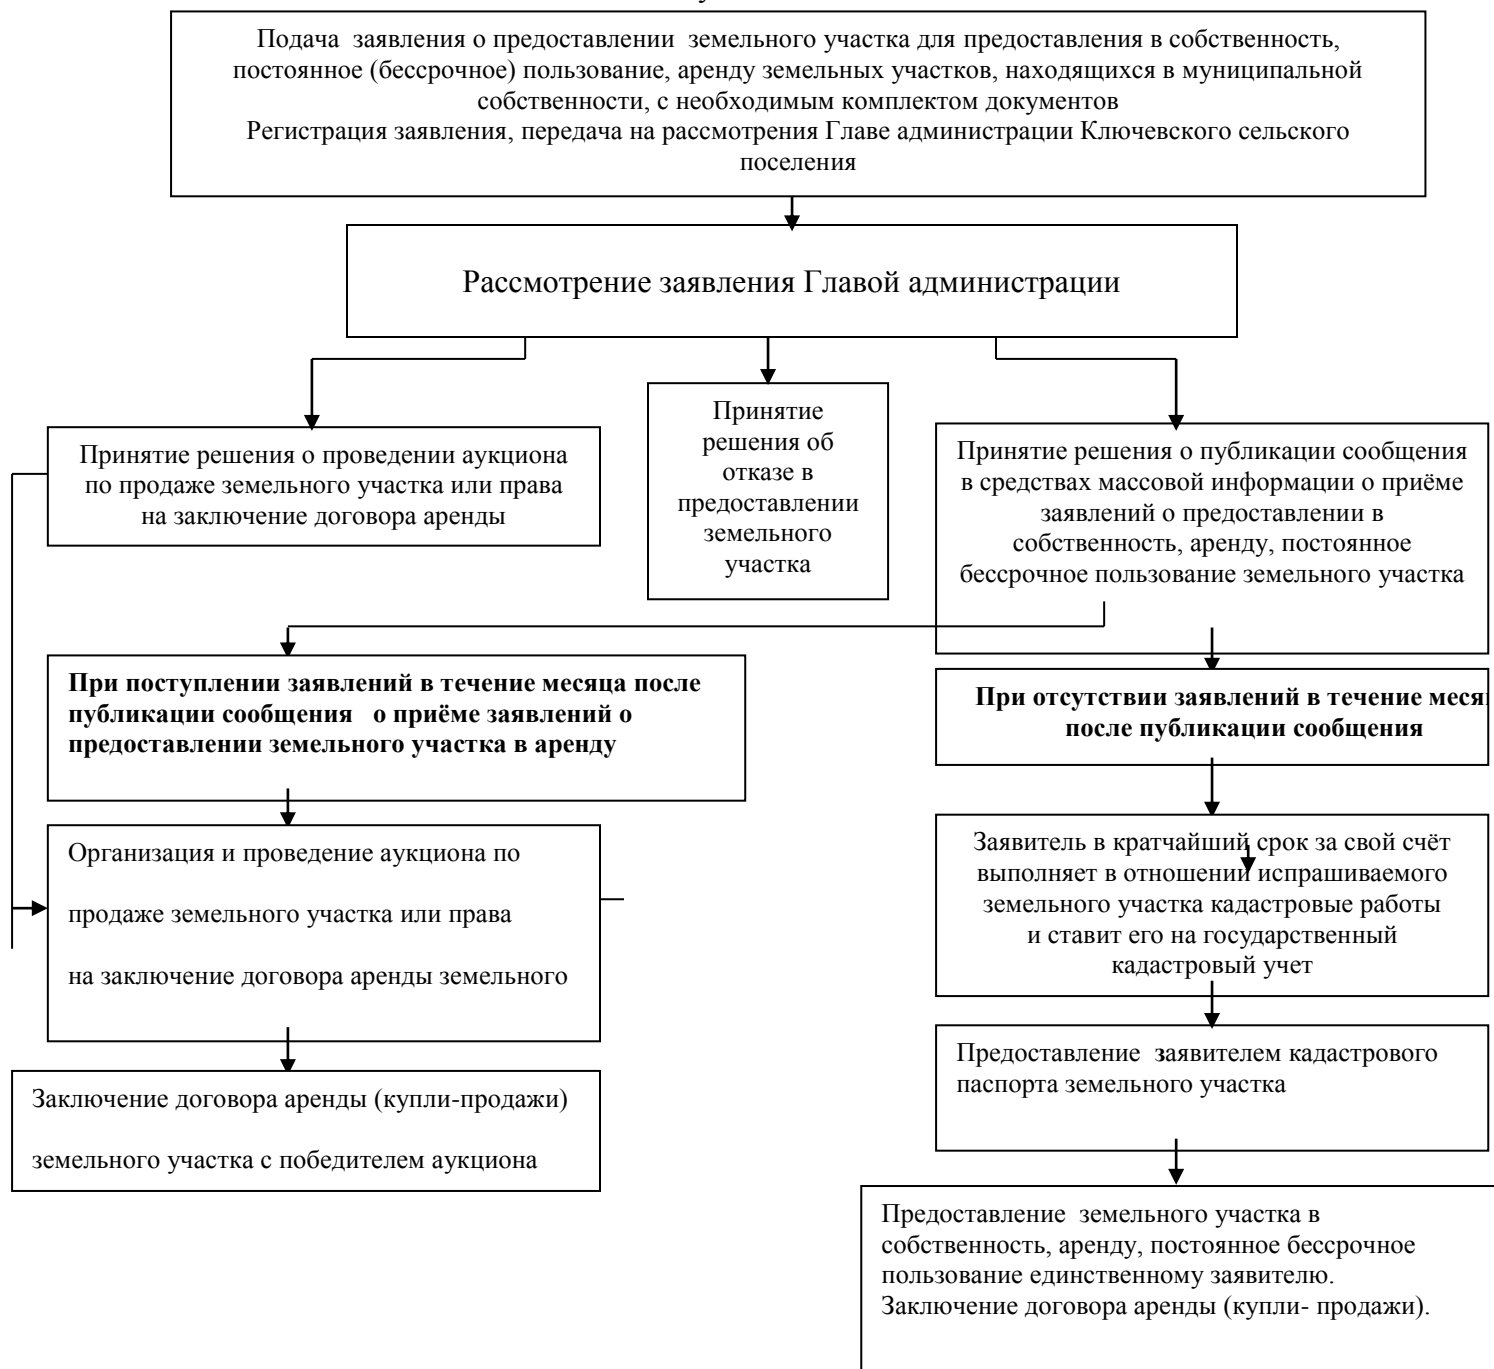 Подача заявления о предоставлении земельного участка для предоставления в собственность,
постоянное (бессрочное) пользование, аренду земельных участков, находящихся в муниципальной
собственности, с необходимым комплектом документов
Регистрация заявления, передача на рассмотрения Главе администрации Ключевского сельского
поселения
Рассмотрение заявления Главой администрации
Принятие решения о проведении аукциона
по продаже земельного участка или права
на заключение договора аренды
Принятие
решения об
отказе в
предоставлении
земельного
участка
Принятие решения о публикации сообщения
в средствах массовой информации о приёме
заявлений о предоставлении в
собственность, аренду, постоянное
бессрочное пользование земельного участка
При поступлении заявлений в течение месяца после
публикации сообщения о приёме заявлений о
предоставлении земельного участка в аренду
При отсутствии заявлений в течение меся
после публикации сообщения
Организация и проведение аукциона по
продаже земельного участка или права
на заключение договора аренды земельного
Заявитель в кратчайший срок за свой счёт
выполняет в отношении испрашиваемого
земельного участка кадастровые работы
и ставит его на государственный
кадастровый учет
Заключение договора аренды (купли-продажи)
земельного участка с победителем аукциона
Предоставление заявителем кадастрового
паспорта земельного участка
Предоставление земельного участка в
собственность, аренду, постоянное бессрочное
пользование единственному заявителю.
Заключение договора аренды (купли- продажи).